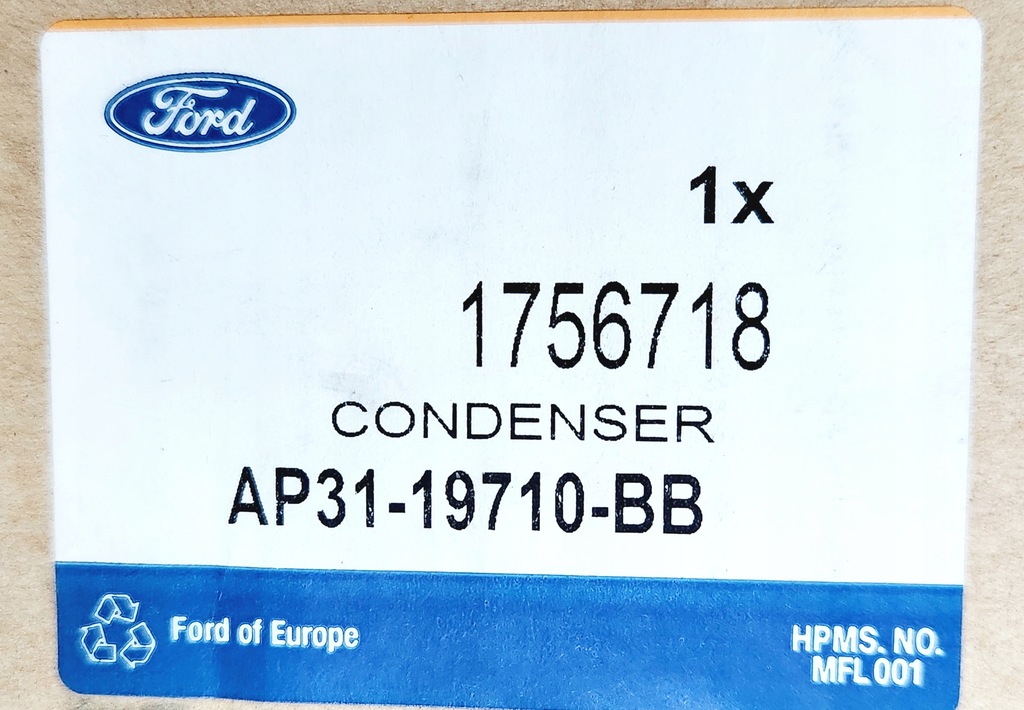 Ford
1x
1756718
CONDENSER
AP31-19710-BB
Ford of Europe
HPMS. NO.
MFL 001